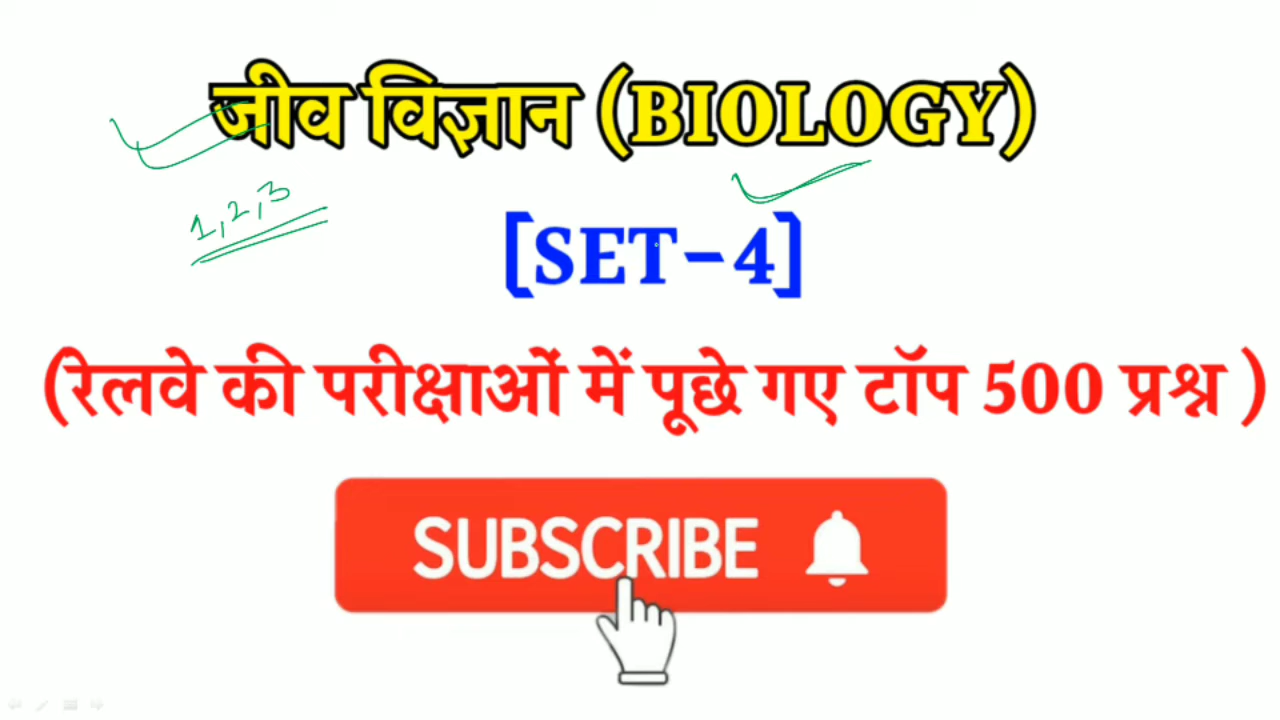 जीव विज्ञान (BIOLOGY)
1,2,3
[SET-4]
(रेलवे की परीक्षाओं में पूछे गए टॉप 500 प्रश्न )
SUBSCRIBE